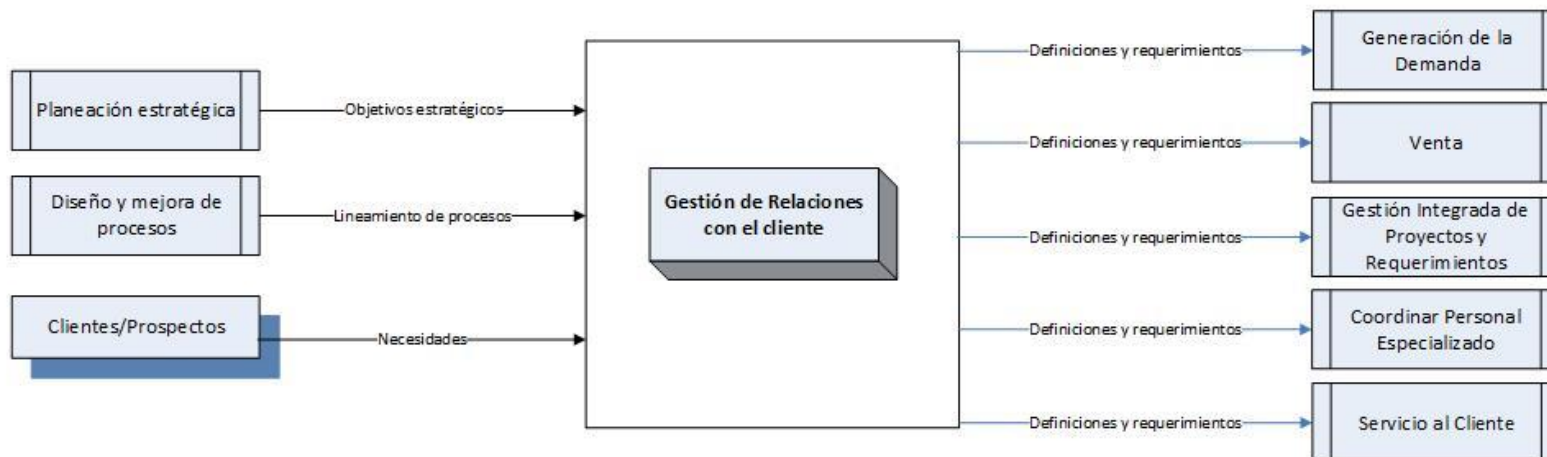 Planeación estratégica
Objetivos estratégicos
Diseño y mejora de
procesos
Lineamiento de procesos
Clientes/Prospectos
Necesidades
Gestión de Relaciones
con el cliente
Definiciones y requerimientos
Generación de la
Demanda
Definiciones y requerimientos
Venta
Definiciones y requerimientos
Gestión Integrada de
Proyectos y
Requerimientos
Definiciones y requerimientos
Coordinar Personal
Especializado
Definiciones y requerimientos
Servicio al Cliente